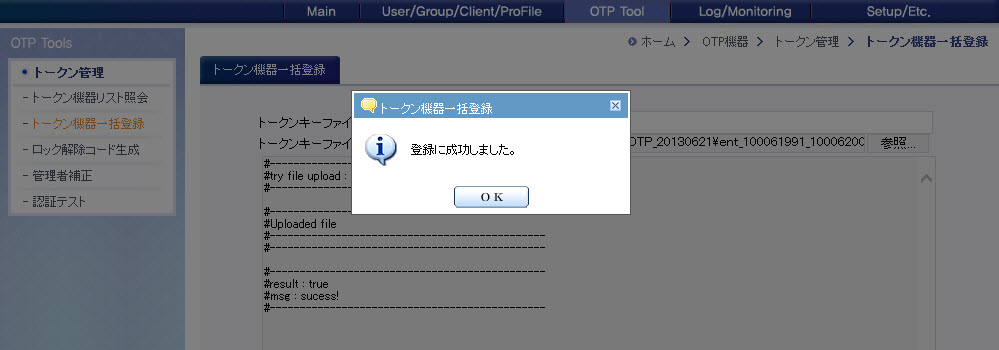 Main User/Group/Client/ProFile OTP Tool Log/Monitoring Setup/Etc.
OTP Tools
ホーム > OTP機器 > トークン管理 > トークン機器一括登録
トークン管理
- トークン機器リスト照会
- トークン機器一括登録
- ロック解除コード生成
- 管理者補正
- 認証テスト
トークン機器一括登録
トークンキーファイ
トークンキーファイ OTP_20130621¥ent_100061991_10006200 参照...
トークン機器一括登録
登録に成功しました。
OK
#--------------------
#try file upload :
#--------------------
#--------------------
#Uploaded file
#--------------------------------------------------
#--------------------------------------------------
#--------------------------------------------------
#result : true
#msg : sucess!
#--------------------------------------------------